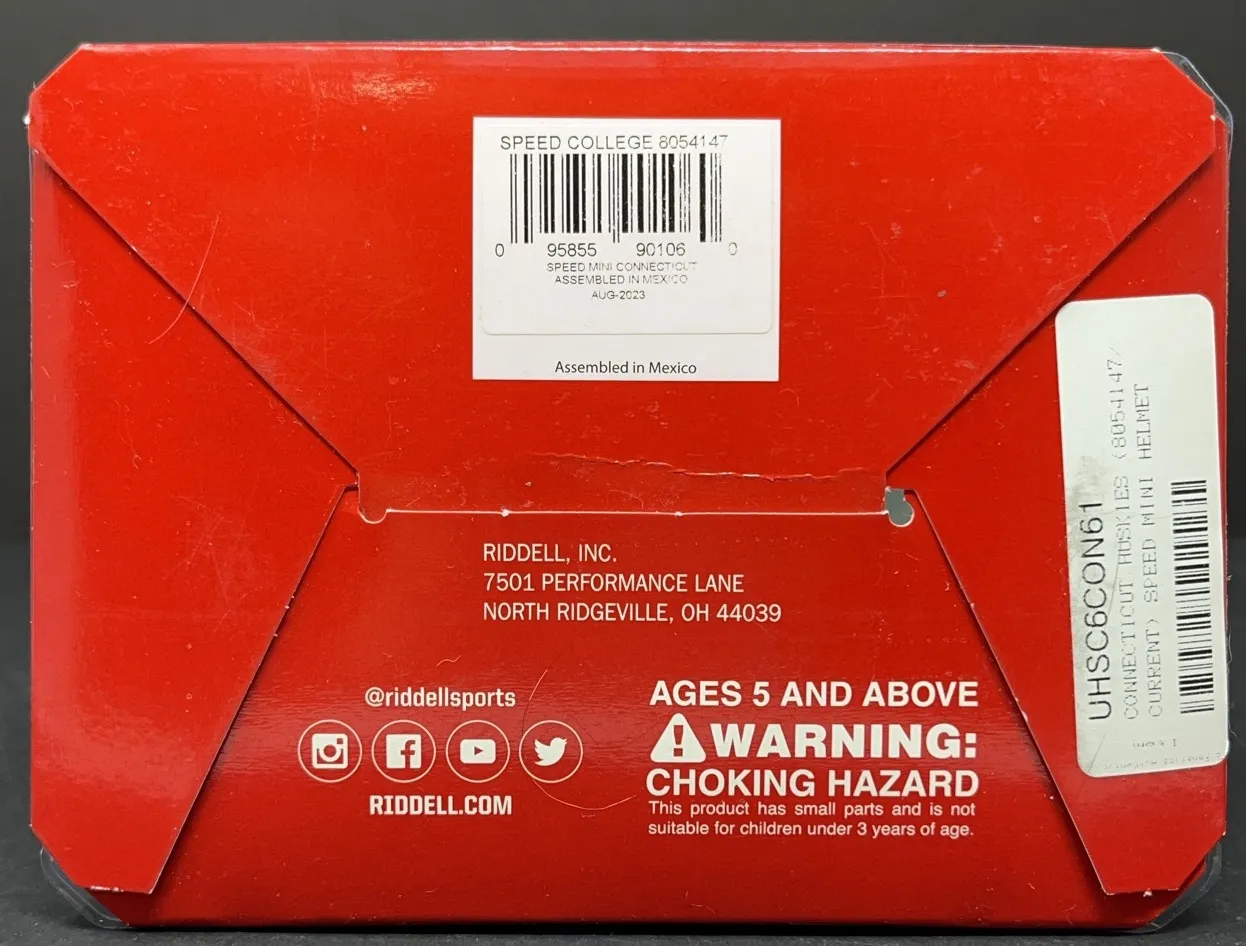 SPEED COLLEGE 8054147
0 95855 90106 0
SPEED MINI CONNECTICUT
ASSEMBLED IN MEXICO
AUG-2023
Assembled in Mexico
RIDDELL, INC.
7501 PERFORMANCE LANE
NORTH RIDGEVILLE, OH 44039
@riddellsports
RIDDELL.COM
AGES 5 AND ABOVE
WARNING:
CHOKING HAZARD
This product has small parts and is not
suitable for children under 3 years of age.
UHSC6CON61
CONNECTICUT HUSKIES (8054147/
CURRENT) SPEED MINI HELMET
1 item